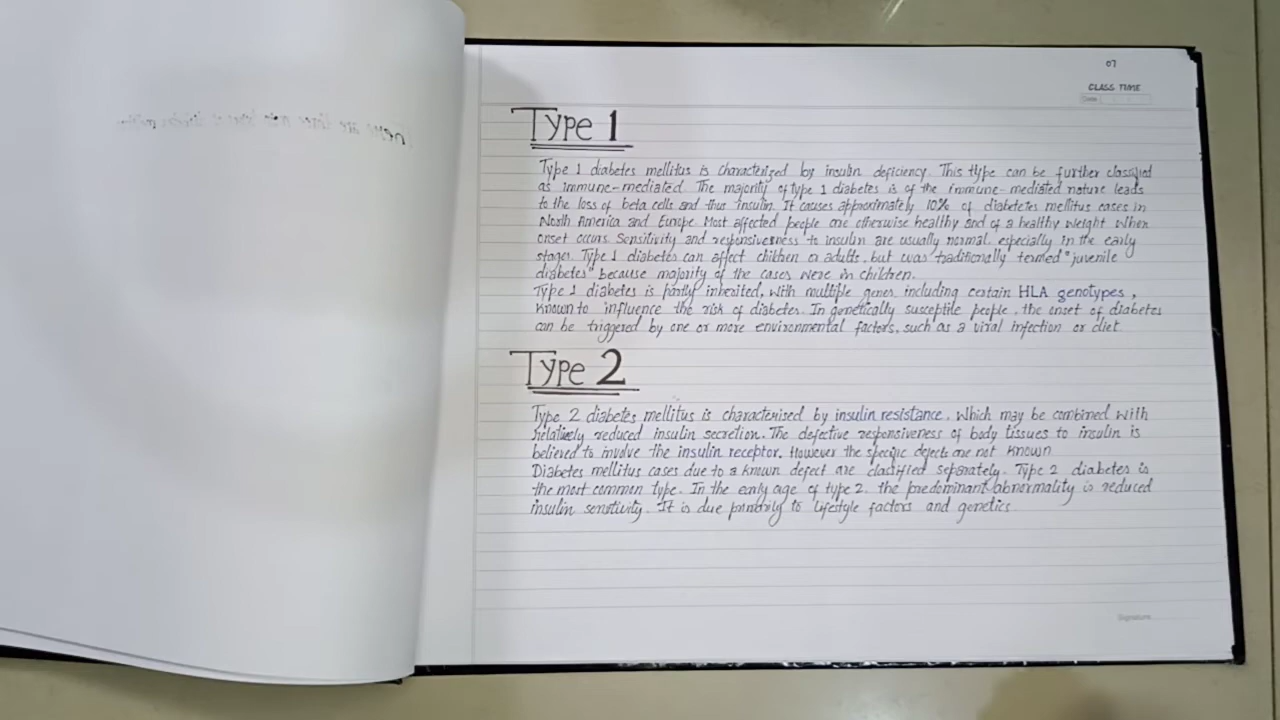 07
CLASS TIME
Date
Type 1
Type 1 diabetes mellitus is characterized by insulin deficiency. This type can be further classified
as immune-mediated. The majority of type 1 diabetes is of the immune-mediated nature leads
to the loss of beta cells and thus insulin. It causes approximately 10% of diabetetes mellitus cases in
North America and Europe. Most affected people are otherwise healthy and of a healthy weight when
onset occurs. Sensitivity and responsiveness to insulin are usually normal, especially in the early
stages. Type 1 diabetes can affect children or adults, but was "traditionally" termed "juvenile
diabetes" because majority of the cases were in children.
Type 1 diabetes is partly inherited, with multiple genes, including certain HLA genotypes,
known to influence the risk of diabetes. In genetically susceptile people, the onset of diabetes
can be triggered by one or more environmental factors, such as a viral infection or diet.
Type 2
Type 2 diabetes mellitus is characterised by insulin resistance. Which may be combined with
relatively reduced insulin secretion. The defective responsiveness of body tissues to insulin is
believed to involve the insulin receptor. However the specific defects are not known
Diabetes mellitus cases due to a known defect are classified separately. Type 2 diabetes is
the most common type. In the early age of type 2, the predominant abnormality is reduced
insulin sensitivity. It is due primarily to lifestyle factors and genetics.
Signature